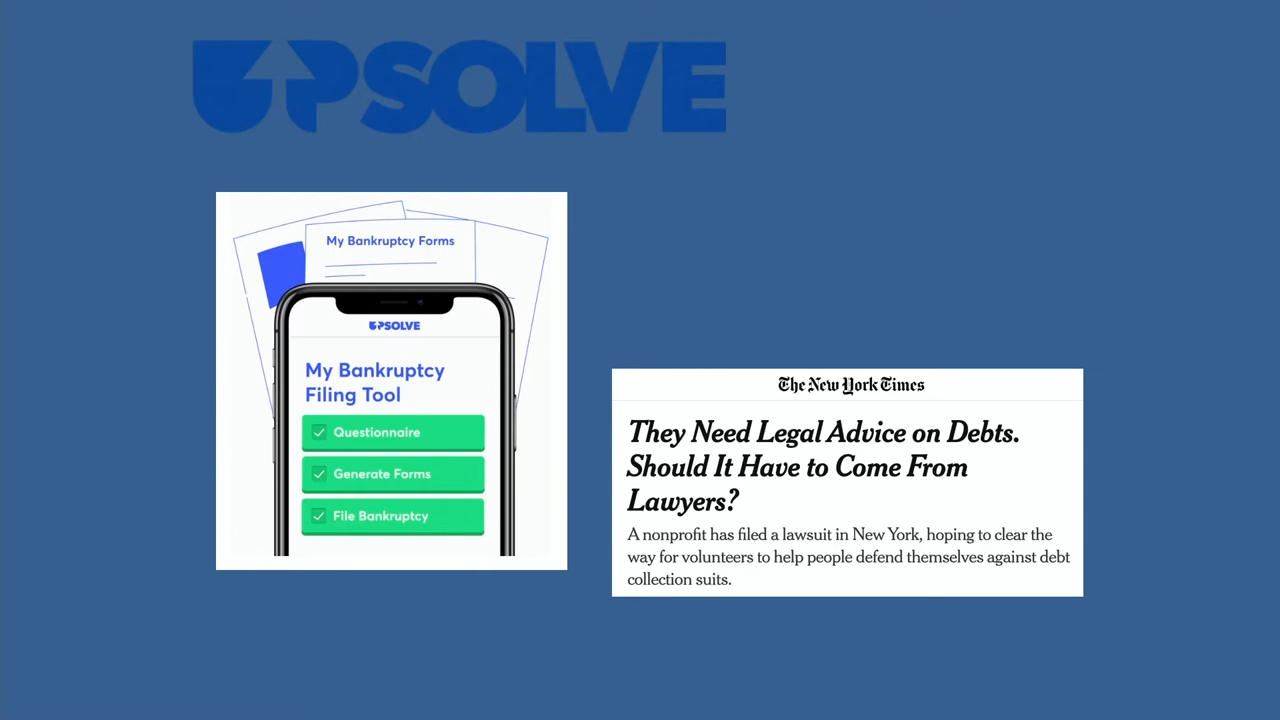 UPSOLVE
My Bankruptcy Forms
UPSOLVE
My Bankruptcy
Filing Tool
Questionnaire
Generate Forms
File Bankruptcy
The New York Times
They Need Legal Advice on Debts.
Should It Have to Come From
Lawyers?
A nonprofit has filed a lawsuit in New York, hoping to clear the
way for volunteers to help people defend themselves against debt
collection suits.